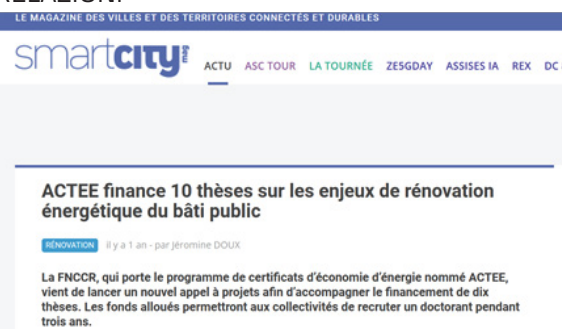 LE MAGAZINE DES VILLES ET DES TERRITOIRES CONNECTÉS ET DURABLES
smartcity mag
ACTU ASC TOUR LA TOURNÉE ZE5GDAY ASSISES IA REX DC
ACTEE finance 10 thèses sur les enjeux de rénovation
énergétique du bâti public
RÉNOVATION il y a 1 an - par Jéromine DOUX
La FNCCR, qui porte le programme de certificats d’économie d’énergie nommé ACTEE,
vient de lancer un nouvel appel à projets afin d’accompagner le financement de dix
thèses. Les fonds alloués permettront aux collectivités de recruter un doctorant pendant
trois ans.